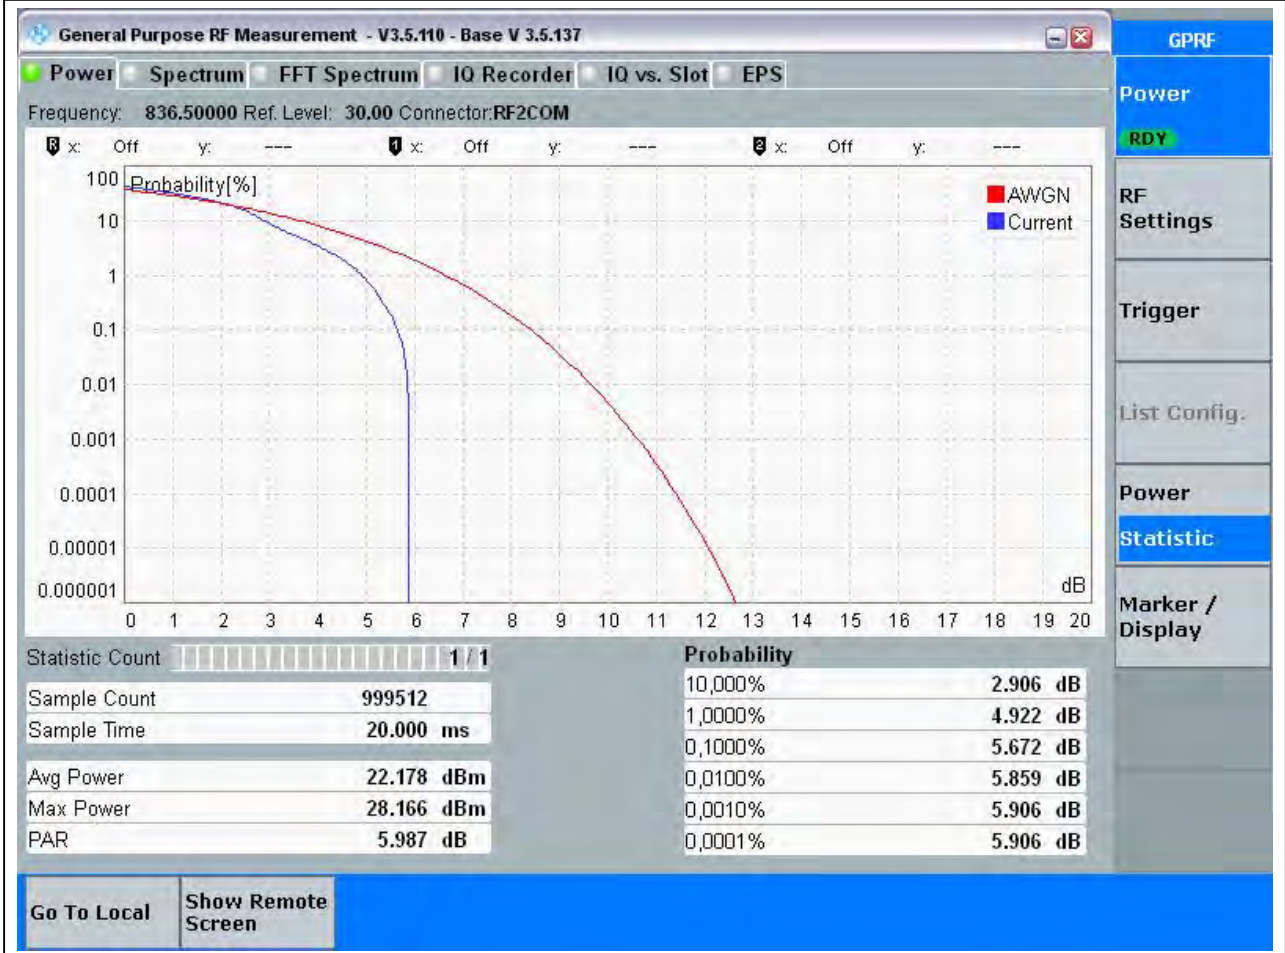 General Purpose RF Measurement - V3.5.110 - Base V 3.5.137
GPRF
Power Spectrum FFT Spectrum IQ Recorder IQ vs. Slot EPS
Frequency: 836.50000 Ref. Level: 30.00 Connector:RF2COM
R x: Off y: --- 1 x: Off y: --- 2 x: Off y: ---
Probability[%]
AWGN
Current
100
10
1
0.1
0.01
0.001
0.0001
0.00001
0.000001
dB
0 1 2 3 4 5 6 7 8 9 10 11 12 13 14 15 16 17 18 19 20
Statistic Count 1 / 1
Sample Count 999512
Sample Time 20.000 ms
Avg Power 22.178 dBm
Max Power 28.166 dBm
PAR 5.987 dB
Probability
10,000% 2.906 dB
1,0000% 4.922 dB
0,1000% 5.672 dB
0,0100% 5.859 dB
0,0010% 5.906 dB
0,0001% 5.906 dB
Power
RDY
RF
Settings
Trigger
List Config.
Power
Statistic
Marker /
Display
Go To Local
Show Remote
Screen